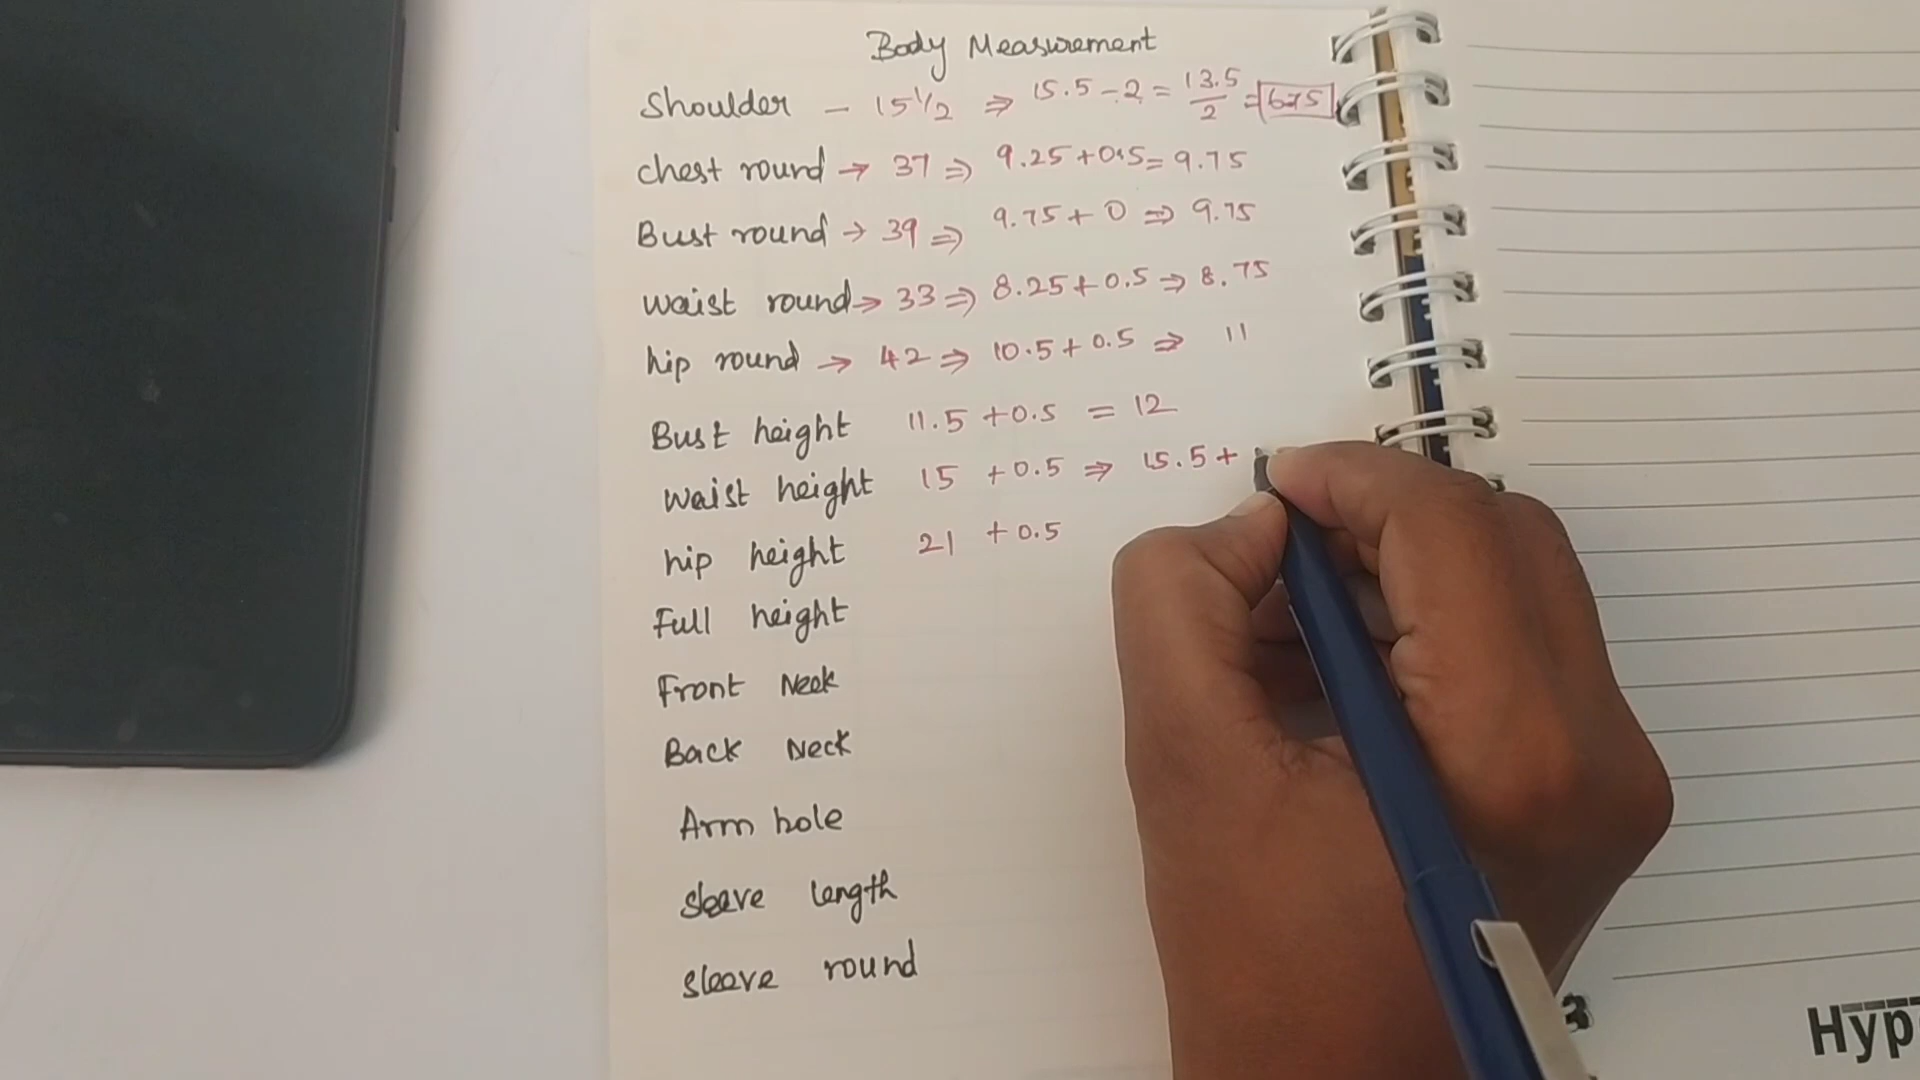 Body Measurement
Shoulder - 15 1/2 ⇒ 15.5 - 2 = 13.5/2 = 6.75
chest round → 37 ⇒ 9.25 + 0.5 = 9.75
Bust round → 39 ⇒ 9.75 + 0 ⇒ 9.75
waist round → 33 ⇒ 8.25 + 0.5 ⇒ 8.75
hip round → 42 ⇒ 10.5 + 0.5 ⇒ 11
Bust height 11.5 + 0.5 = 12
waist height 15 + 0.5 ⇒ 15.5 +
hip height 21 + 0.5
Full height
Front Neck
Back Neck
Arm hole
sleeve length
sleeve round
3
Hyp